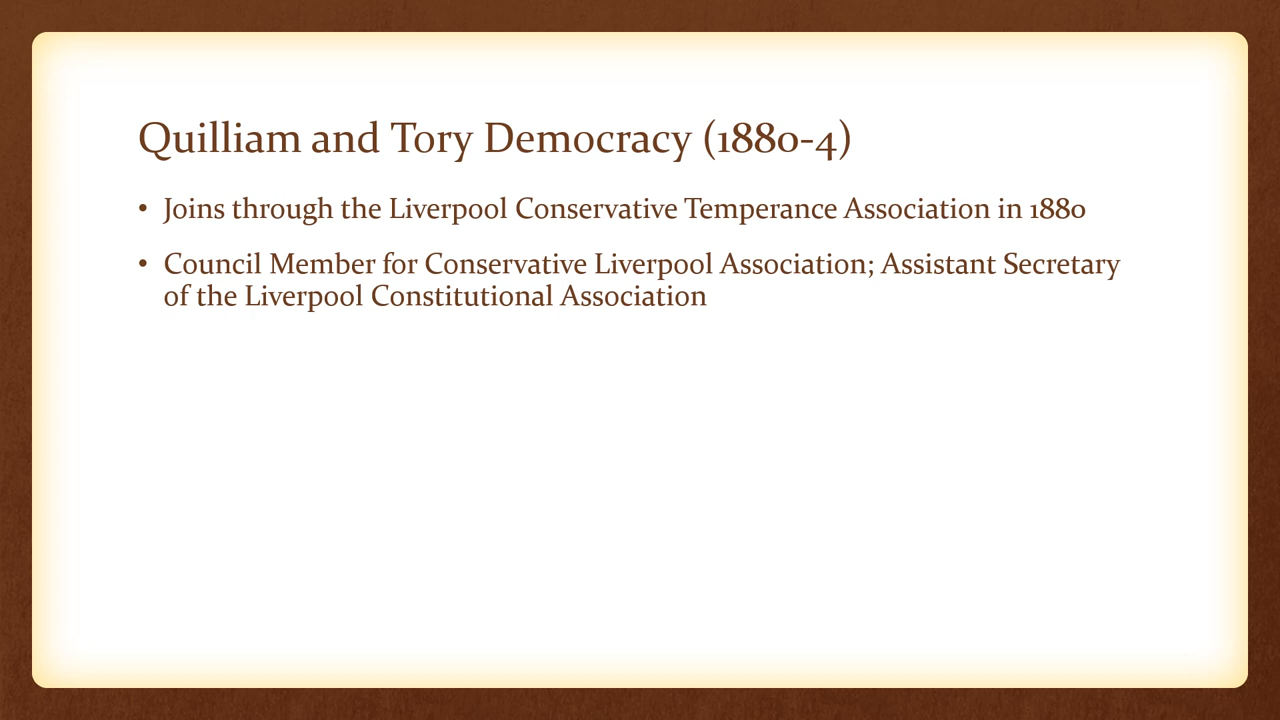 Quilliam and Tory Democracy (1880-4)
• Joins through the Liverpool Conservative Temperance Association in 1880
• Council Member for Conservative Liverpool Association; Assistant Secretary
of the Liverpool Constitutional Association